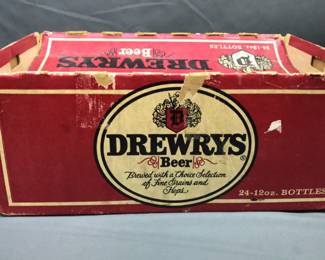 24-12oz. BOTTLES
DREWRYS
Beer
D
DREWRYS
®
Beer
Brewed with a Choice Selection
of Fine Grains and
Hops
24-12oz. BOTTLES